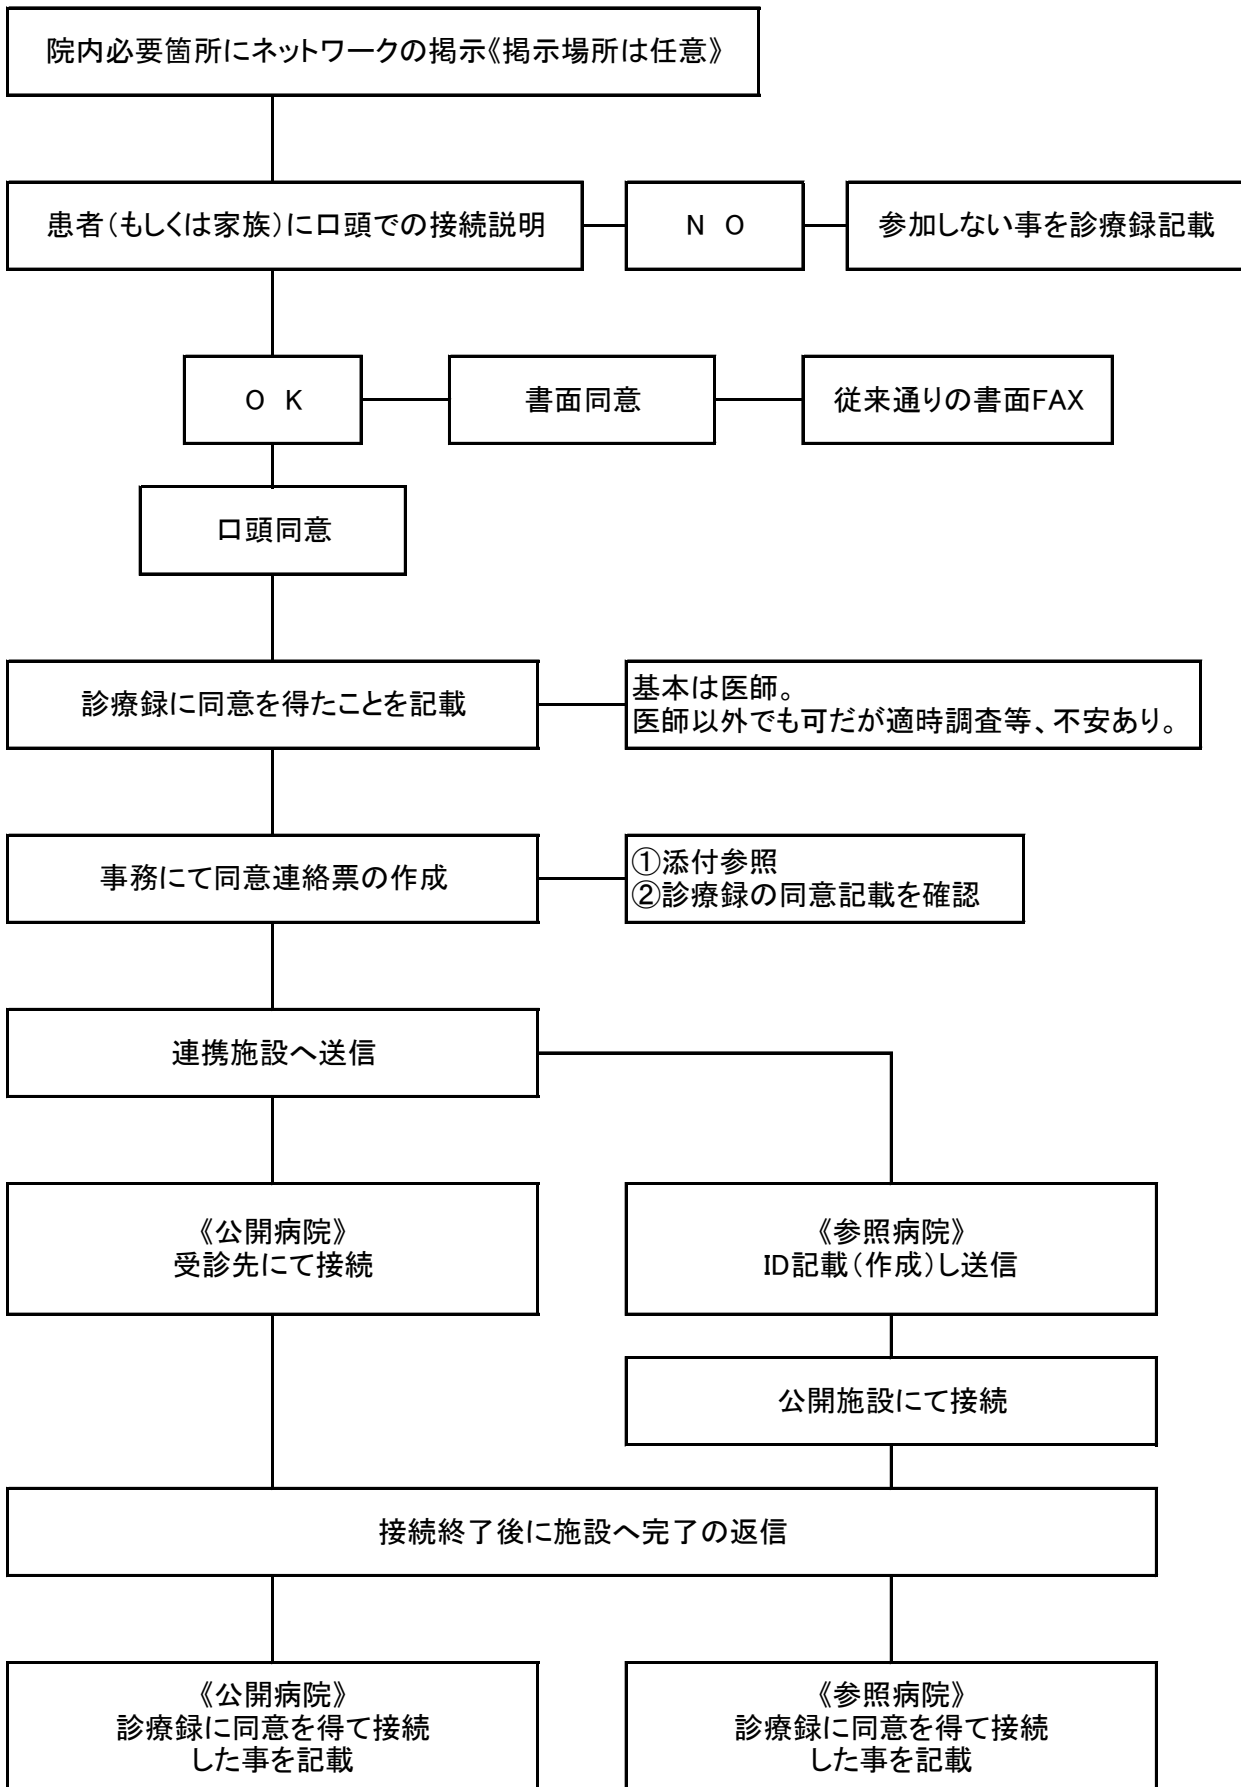 院内必要箇所にネットワークの掲示《掲示場所は任意》
患者（もしくは家族）に口頭での接続説明
N O
参加しない事を診療録記載
O K
書面同意
従来通りの書面FAX
口頭同意
診療録に同意を得たことを記載
基本は医師。
医師以外でも可だが適時調査等、不安あり。
事務にて同意連絡票の作成
①添付参照
②診療録の同意記載を確認
連携施設へ送信
《公開病院》
受診先にて接続
《参照病院》
ID記載（作成）し送信
公開施設にて接続
接続終了後に施設へ完了の返信
《公開病院》
診療録に同意を得て接続
した事を記載
《参照病院》
診療録に同意を得て接続
した事を記載